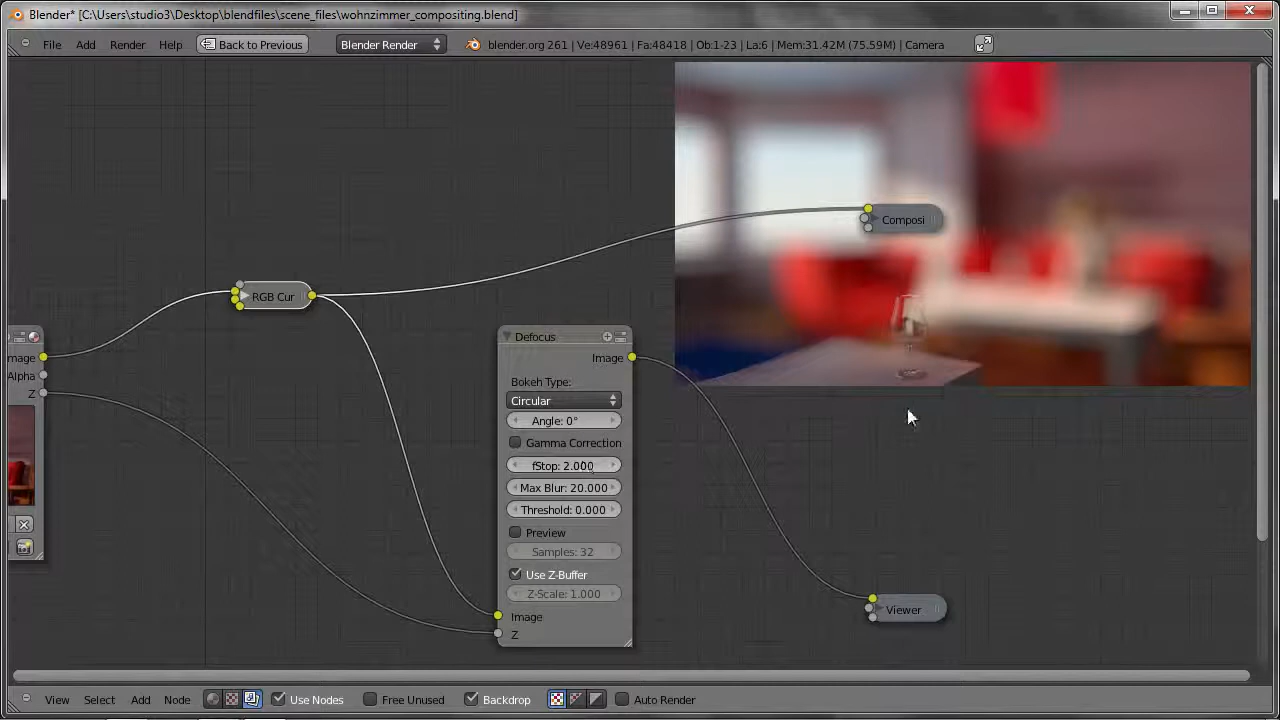 Blender* [C:\Users\studio3\Desktop\blendfiles\scene_files\wohnzimmer_compositing.blend]
File Add Render Help Back to Previous Blender Render blender.org 261 | Ve:48961 | Fa:48418 | Ob:1-23 | La:6 | Mem:31.42M (75.59M) | Camera
Composi
RGB Cur
Defocus
mage
Image
Alpha
Bokeh Type:
Z
Circular
Angle: 0°
Gamma Correction
fStop: 2.000
Max Blur: 20.000
Threshold: 0.000
Preview
Samples: 32
Use Z-Buffer
Z-Scale: 1.000
Viewer
Image
Z
View Select Add Node Use Nodes Free Unused Backdrop Auto Render